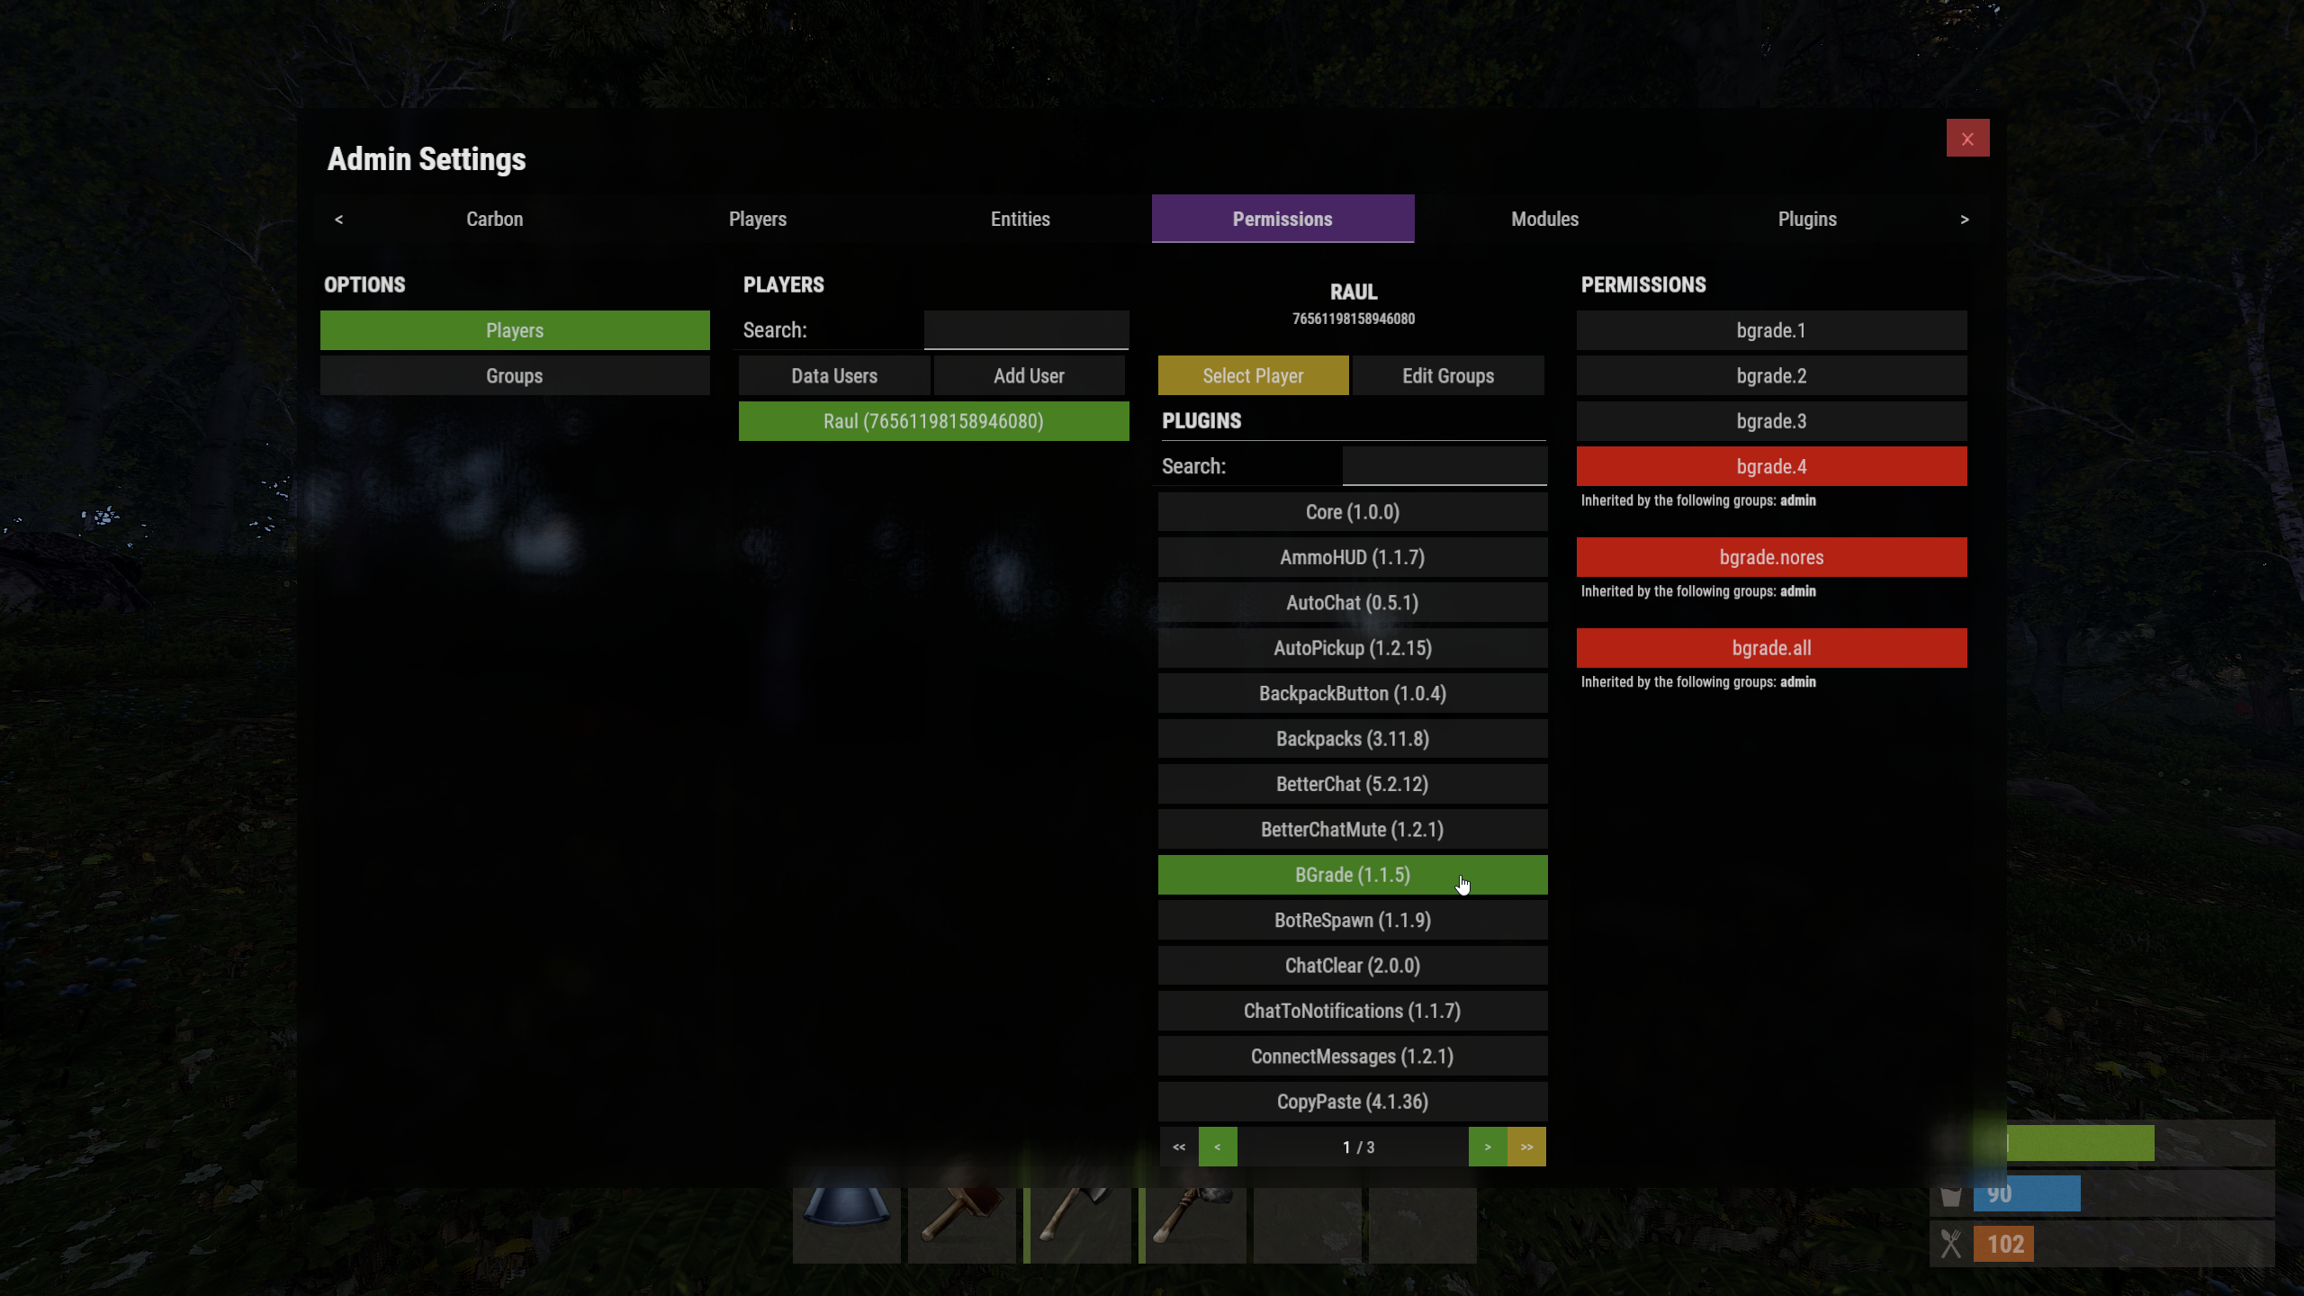 Admin Settings
X
<
Carbon
Players
Entities
Permissions
Modules
Plugins
>
OPTIONS
Players
Groups
PLAYERS
Search:
Data Users
Add User
Raul (76561198158946080)
RAUL
76561198158946080
Select Player
Edit Groups
PLUGINS
Search:
Core (1.0.0)
AmmoHUD (1.1.7)
AutoChat (0.5.1)
AutoPickup (1.2.15)
BackpackButton (1.0.4)
Backpacks (3.11.8)
BetterChat (5.2.12)
BetterChatMute (1.2.1)
BGrade (1.1.5)
BotReSpawn (1.1.9)
ChatClear (2.0.0)
ChatToNotifications (1.1.7)
ConnectMessages (1.2.1)
CopyPaste (4.1.36)
<<
<
1 / 3
>
>>
PERMISSIONS
bgrade.1
bgrade.2
bgrade.3
bgrade.4
Inherited by the following groups: admin
bgrade.nores
Inherited by the following groups: admin
bgrade.all
Inherited by the following groups: admin
90
102